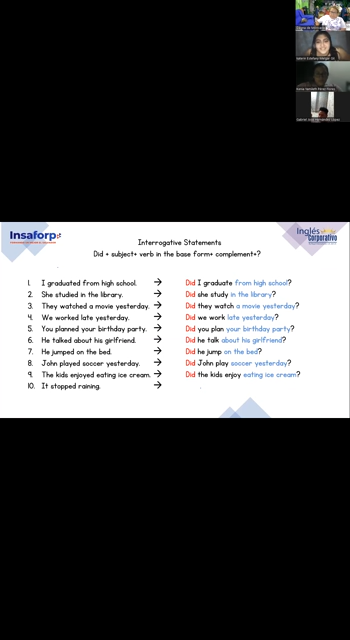 Insaforp
Inglés
corporativo
Interrogative Statements
Did + subject+ verb in the base form+ complement+?
1. I graduated from high school. → Did I graduate from high school?
2. She studied in the library. → Did she study in the library?
3. They watched a movie yesterday. → Did they watch a movie yesterday?
4. We worked late yesterday. → Did we work late yesterday?
5. You planned your birthday party. → Did you plan your birthday party?
6. He talked about his girlfriend. → Did he talk about his girlfriend?
7. He jumped on the bed. → Did he jump on the bed?
8. John played soccer yesterday. → Did John play soccer yesterday?
9. The kids enjoyed eating ice cream. → Did the kids enjoy eating ice cream?
10. It stopped raining. →